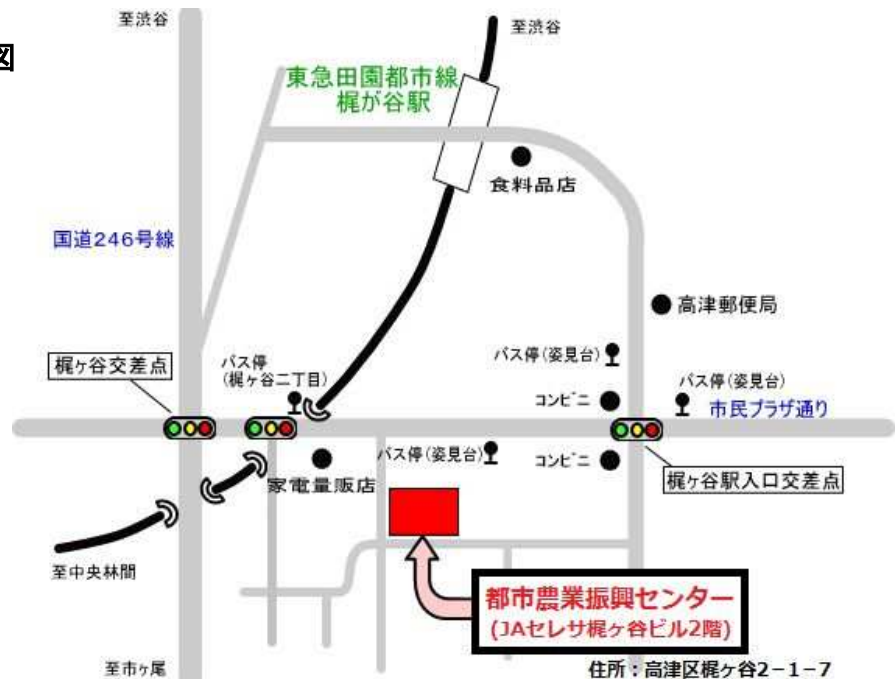 至渋谷
至渋谷
図
東急田園都市線
梶が谷駅
食料品店
国道246号線
高津郵便局
バス停(姿見台)
梶ヶ谷交差点
バス停
(梶ヶ谷二丁目)
バス停(姿見台)
コンビニ
市民プラザ通り
バス停(姿見台)
コンビニ
家電量販店
梶ヶ谷駅入口交差点
至中央林間
都市農業振興センター
(JAセレサ梶ヶ谷ビル2階)
至市ヶ尾
住所：高津区梶ヶ谷2－1－7